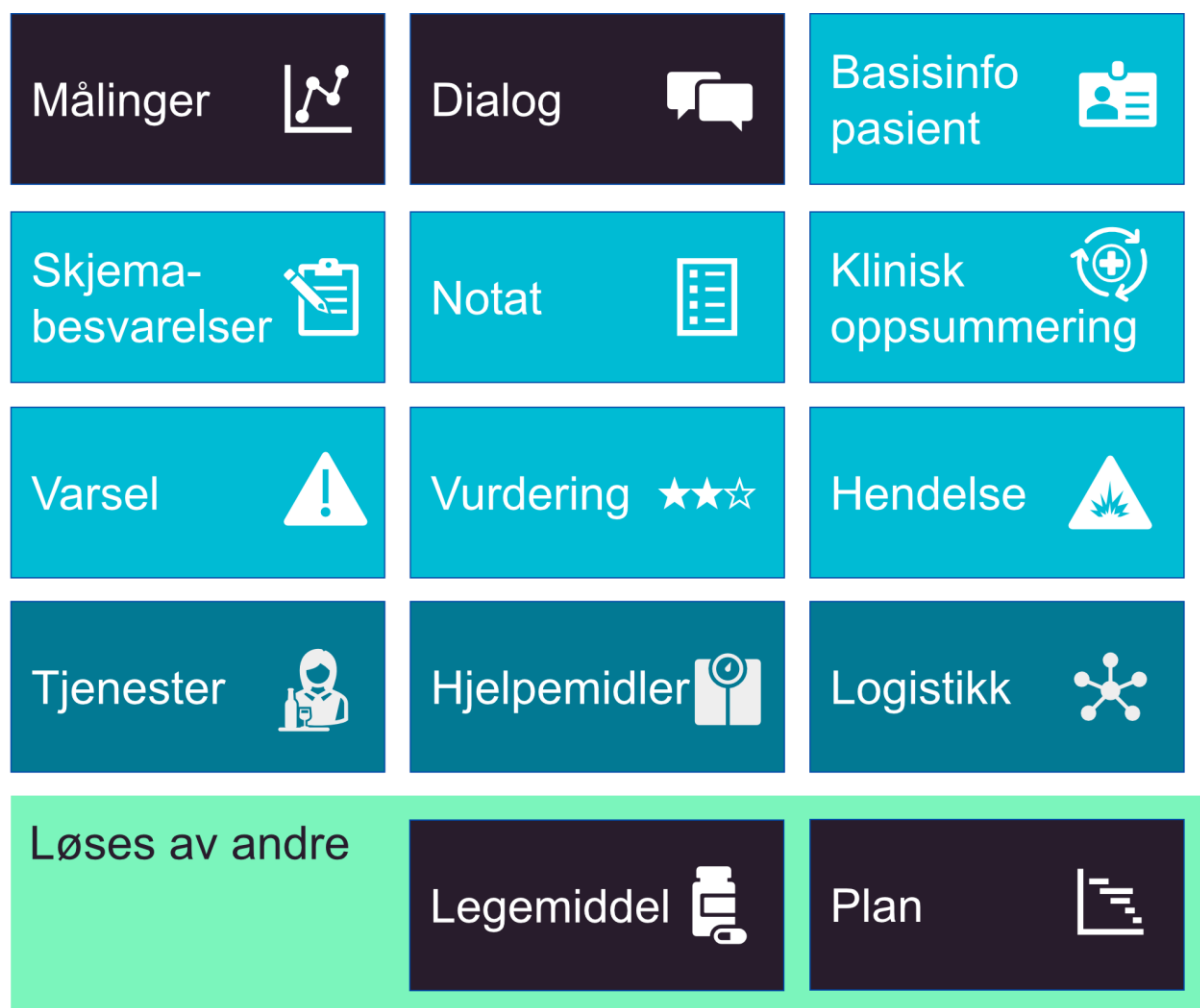 Målinger
Dialog
Basisinfo
pasient
Skjema-
besvarelser
Notat
Klinisk
oppsummering
Varsel
Vurdering
Hendelse
Tjenester
Hjelpemidler
Logistikk
Løses av andre
Legemiddel
Plan